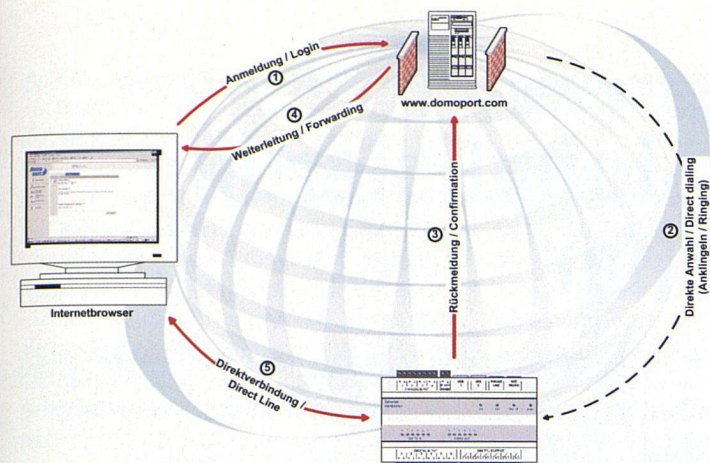 Anmeldung / Login
①
④
Weiterleitung / Forwarding
www.domoport.com
Rückmeldung / Confirmation
③
②
Direkte Anwahl / Direct dialing
(Anklingeln / Ringing)
Internetbrowser
⑤
Direktverbindung /
Direct Line